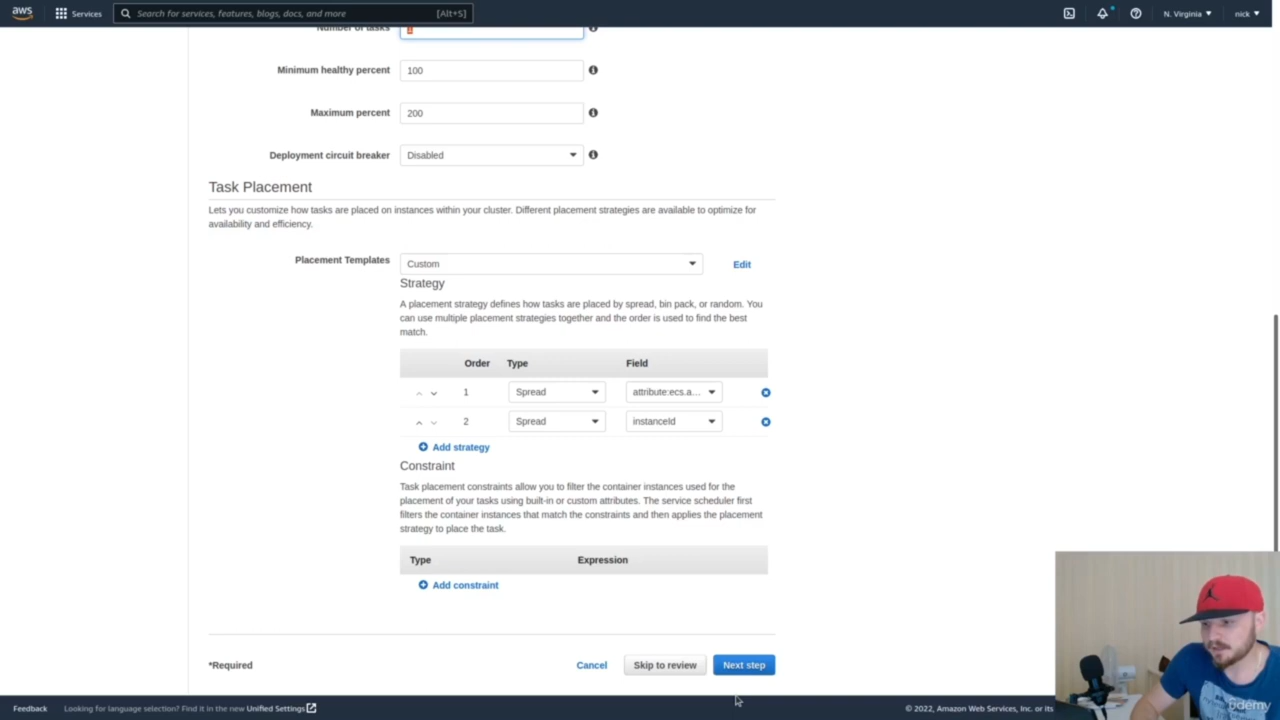 aws
Services
Search for services, features, blogs, docs, and more
[Alt+S]
N. Virginia
nick
Number of tasks
Minimum healthy percent
100
Maximum percent
200
Deployment circuit breaker
Disabled
Task Placement
Lets you customize how tasks are placed on instances within your cluster. Different placement strategies are available to optimize for
availability and efficiency.
Placement Templates
Custom
Edit
Strategy
A placement strategy defines how tasks are placed by spread, bin pack, or random. You
can use multiple placement strategies together and the order is used to find the best
match.
Order Type Field
1 Spread attribute:ecs.a...
2 Spread instanceId
Add strategy
Constraint
Task placement constraints allow you to filter the container instances used for the
placement of your tasks using built-in or custom attributes. The service scheduler first
filters the container instances that match the constraints and then applies the placement
strategy to place the task.
Type Expression
Add constraint
*Required
Cancel
Skip to review
Next step
Feedback
Looking for language selection? Find it in the new Unified Settings
© 2022, Amazon Web Services, Inc. or its
udemy